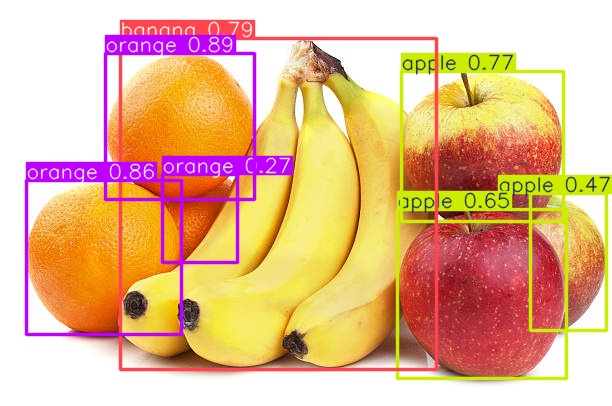 banana 0.79
orange 0.89
apple 0.77
orange 0.86
orange 0.27
apple 0.47
apple 0.65